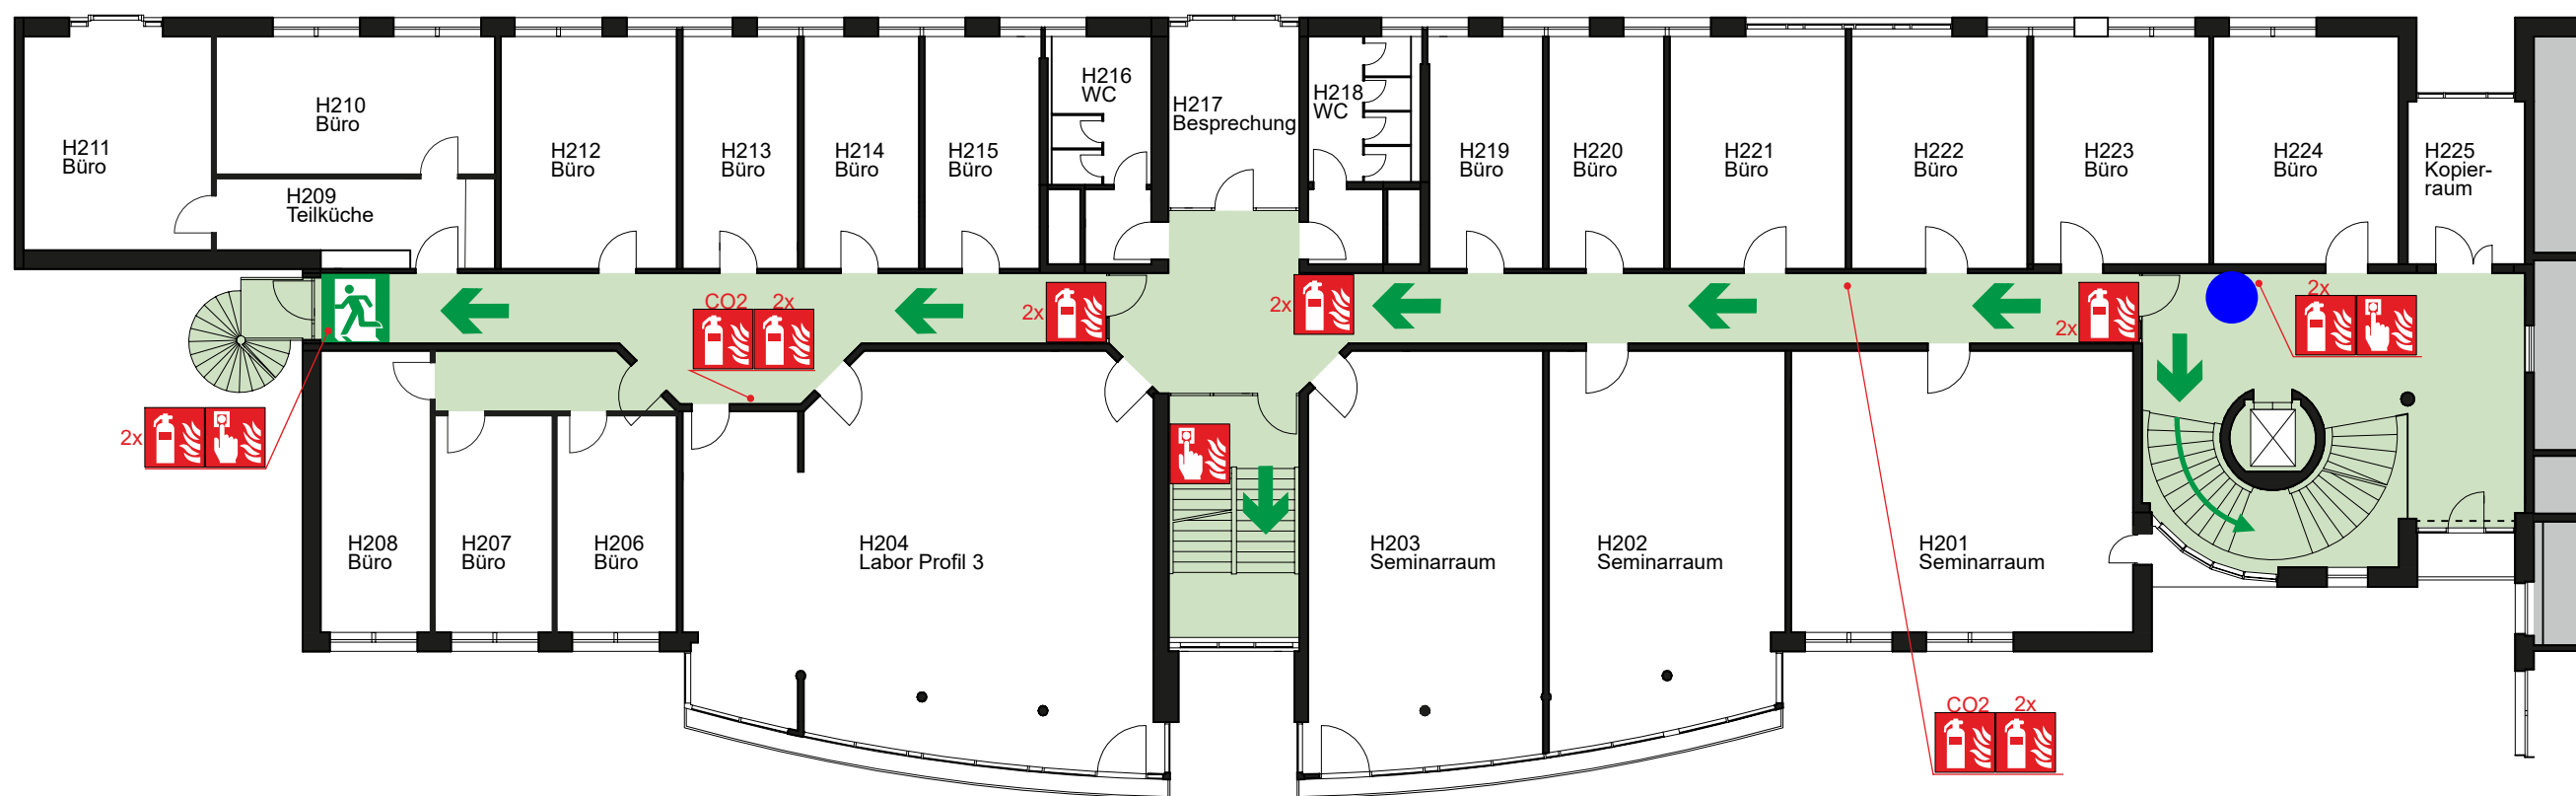 H211
Büro
H210
Büro
H209
Teilküche
H212
Büro
H213
Büro
H214
Büro
H215
Büro
H216
WC
H217
Besprechung
H218
WC
H219
Büro
H220
Büro
H221
Büro
H222
Büro
H223
Büro
H224
Büro
H225
Kopier-
raum
CO2 2x
2x
2x
2x
2x
2x
H208
Büro
H207
Büro
H206
Büro
H204
Labor Profil 3
H203
Seminarraum
H202
Seminarraum
H201
Seminarraum
CO2 2x